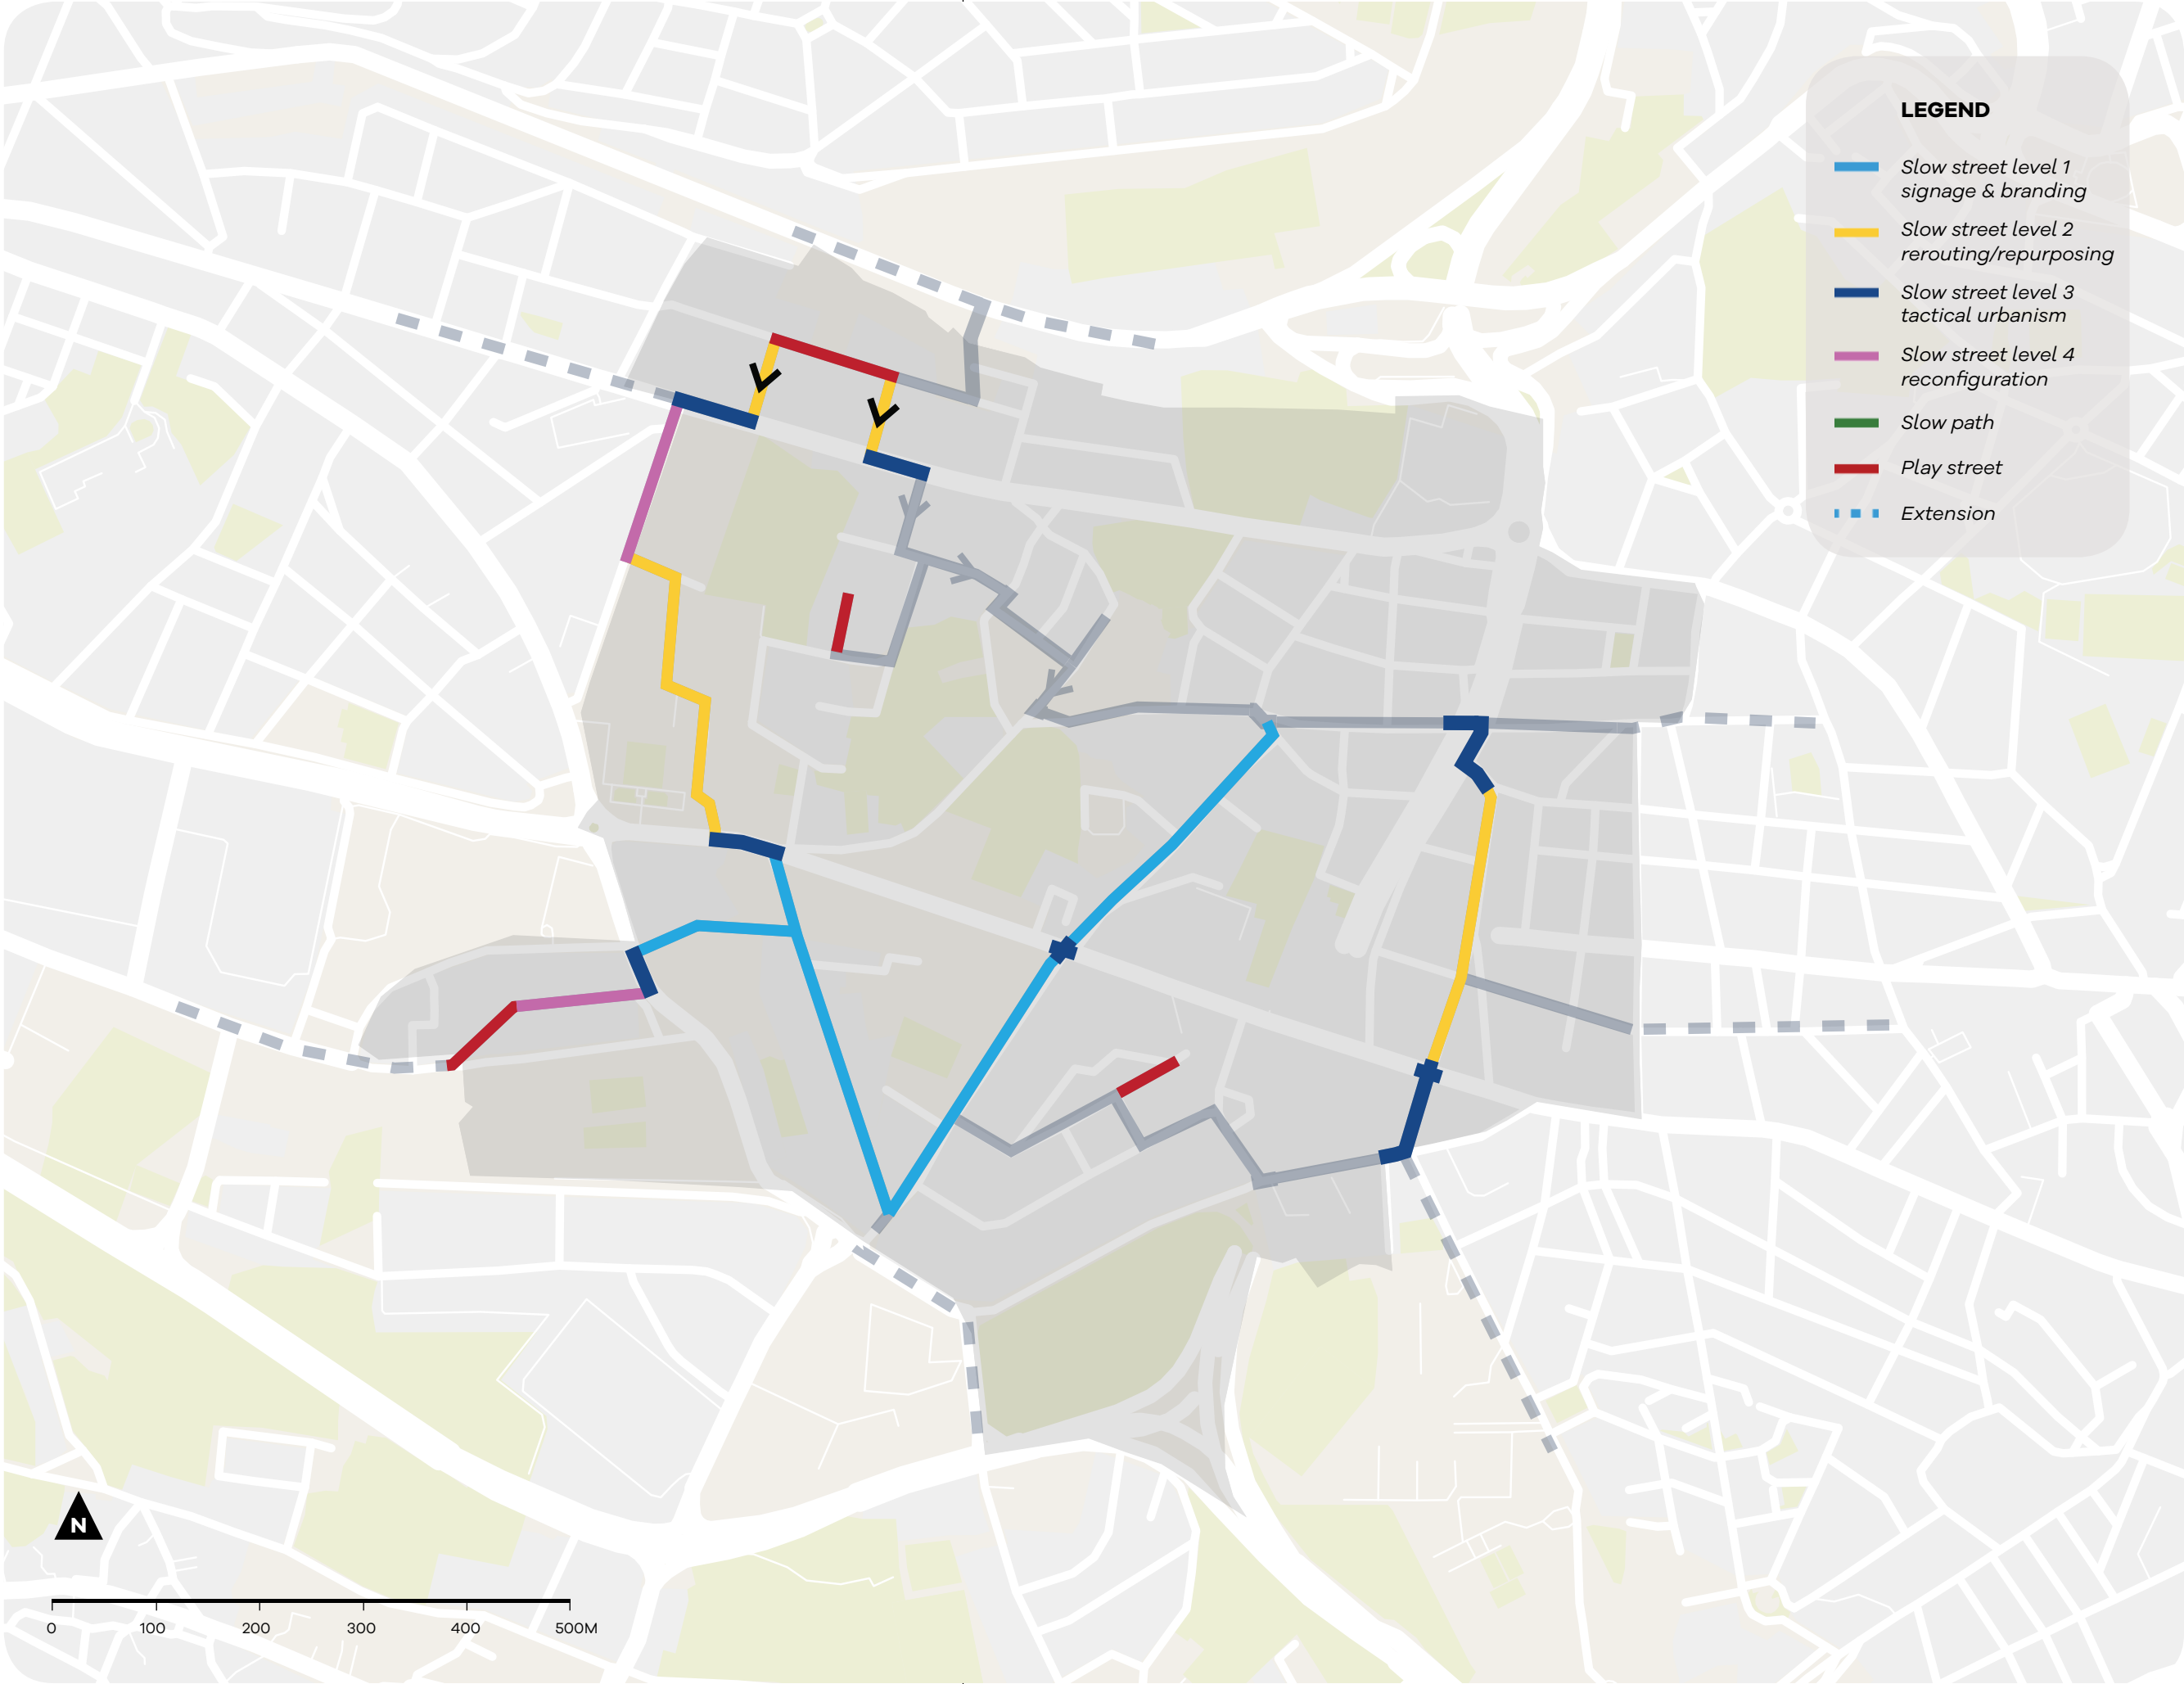 LEGEND
Slow street level 1
signage & branding
Slow street level 2
rerouting/repurposing
Slow street level 3
tactical urbanism
Slow street level 4
reconfiguration
Slow path
Play street
Extension
N
0 100 200 300 400 500M